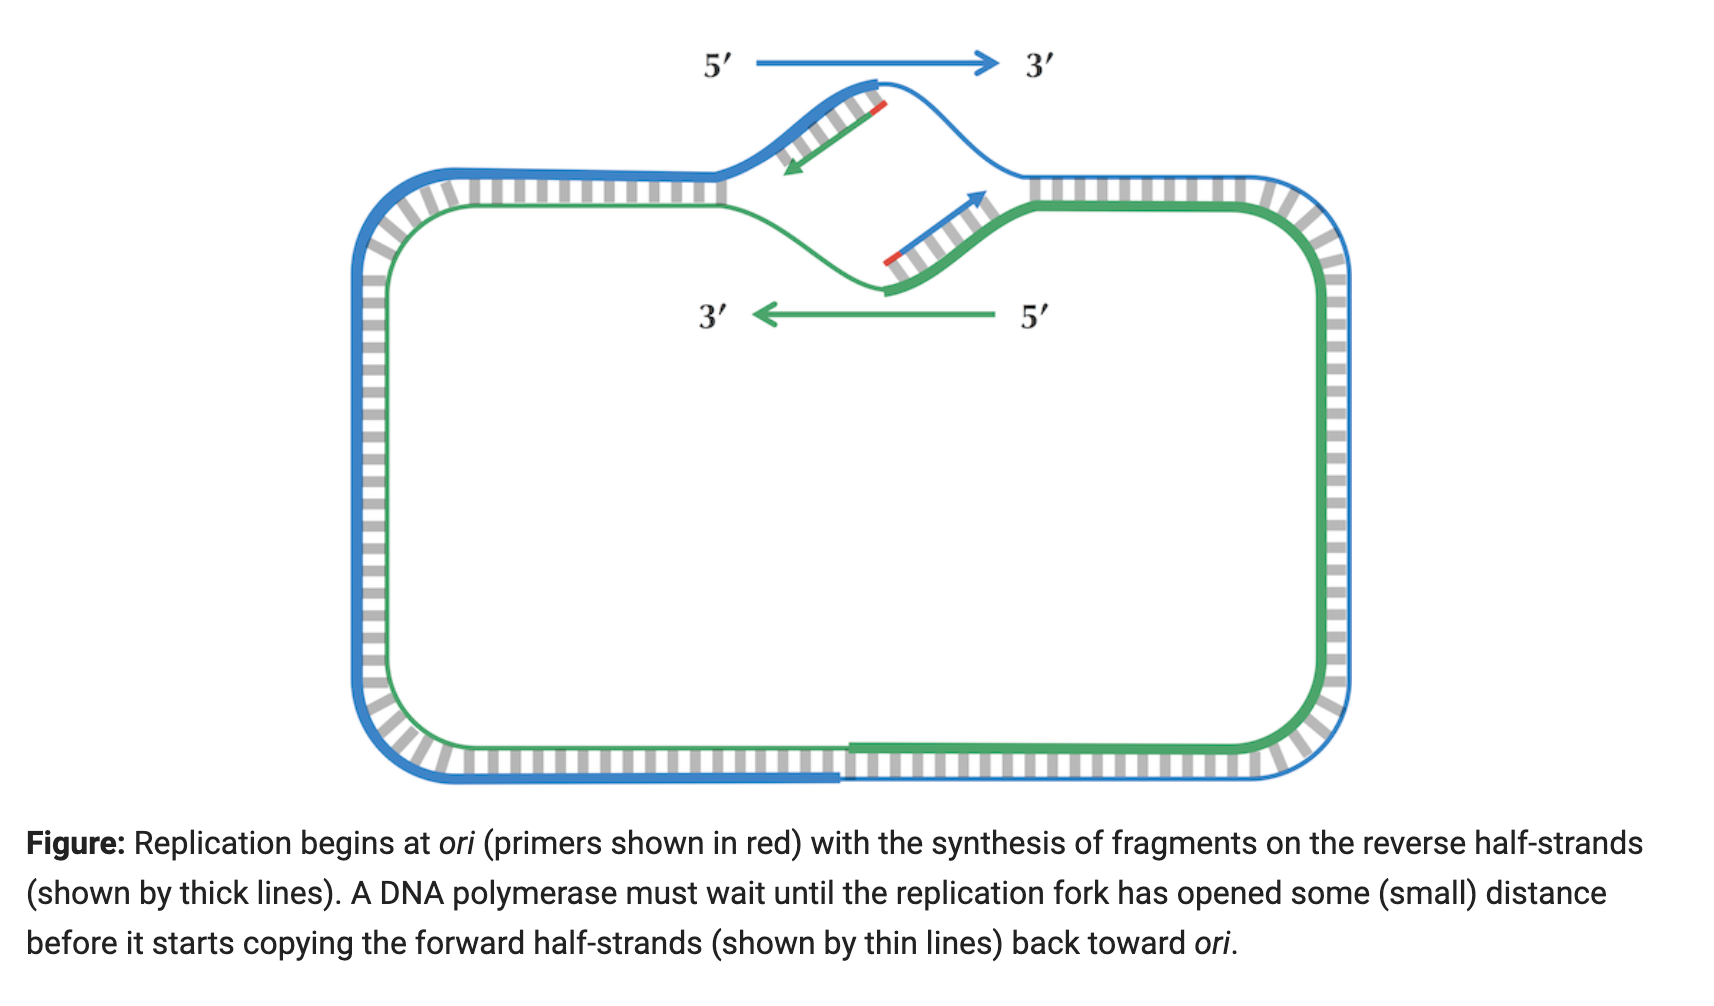 5′ 3′
3′ 5′
Figure: Replication begins at ori (primers shown in red) with the synthesis of fragments on the reverse half-strands
(shown by thick lines). A DNA polymerase must wait until the replication fork has opened some (small) distance
before it starts copying the forward half-strands (shown by thin lines) back toward ori.